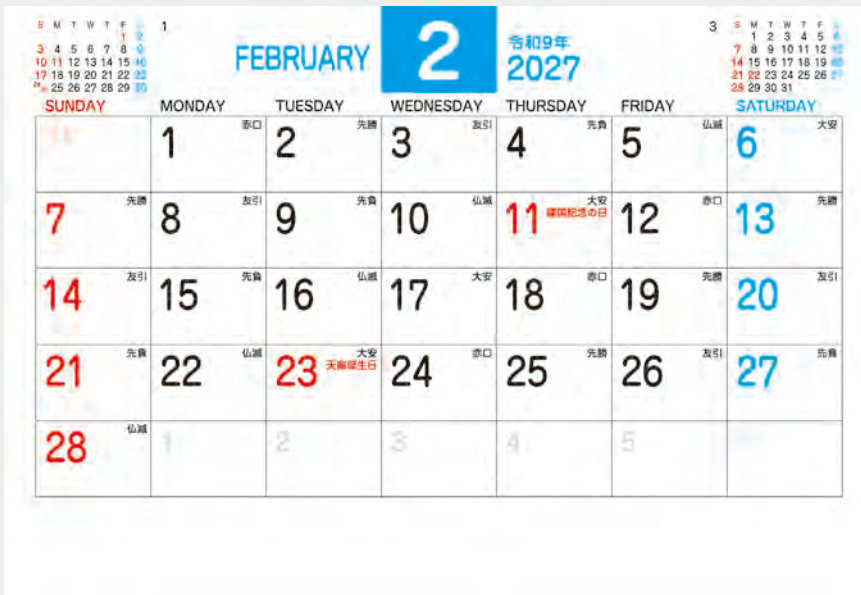 1
S M T W T F S
1 2
3 4 5 6 7 8 9
10 11 12 13 14 15 16
17 18 19 20 21 22 23
25 26 27 28 29 30
FEBRUARY
2
令和9年
2027
3
S M T W T F S
1 2 3 4 5 6
7 8 9 10 11 12 13
14 15 16 17 18 19 20
21 22 23 24 25 26 27
28 29 30 31
SUNDAY MONDAY TUESDAY WEDNESDAY THURSDAY FRIDAY SATURDAY
1 赤口 2 先勝 3 友引 4 先負 5 仏滅 6 大安
7 先勝 8 友引 9 先負 10 仏滅 11 大安 建国記念の日 12 赤口 13 先勝
14 友引 15 先負 16 仏滅 17 大安 18 赤口 19 先勝 20 友引
21 先負 22 仏滅 23 大安 天皇誕生日 24 赤口 25 先勝 26 友引 27 先負
28 仏滅 1 2 3 4 5